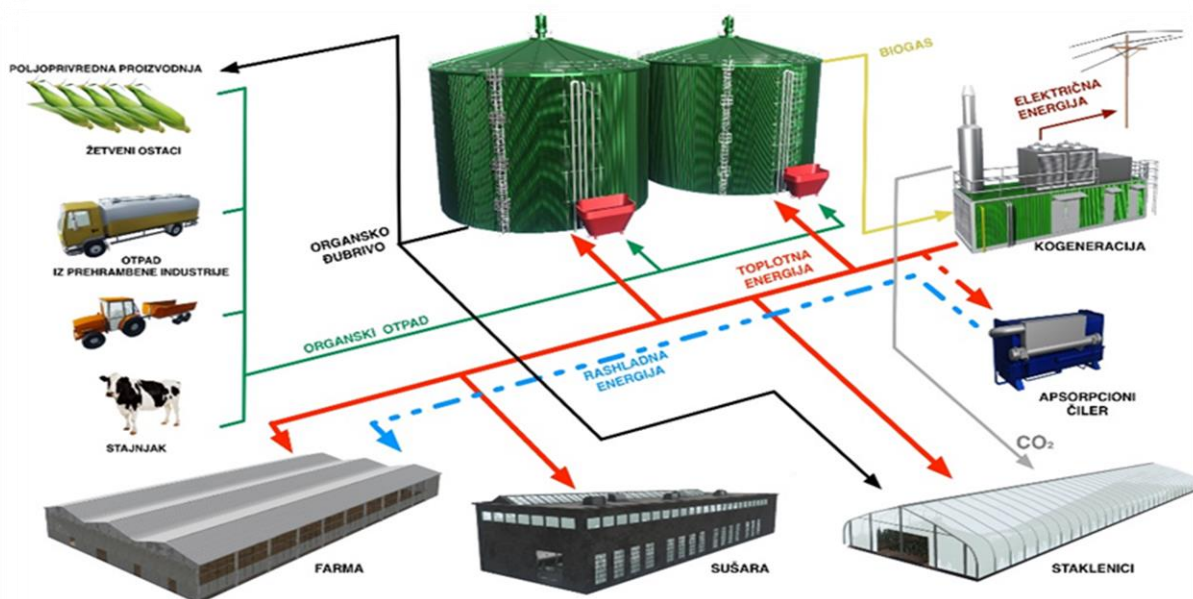 POLJOPRIVREDNA PROIZVODNJA
ŽETVENI OSTACI
OTPAD
IZ PREHRAMBENE INDUSTRIJE
STAJNJAK
ORGANSKO
ĐUBRIVO
ORGANSKI OTPAD
BIOGAS
ELEKTRIČNA
ENERGIJA
KOGENERACIJA
TOPLOTNA
ENERGIJA
RASHLADNA
ENERGIJA
APSORPCIONI
ČILER
CO₂
FARMA
SUŠARA
STAKLENICI